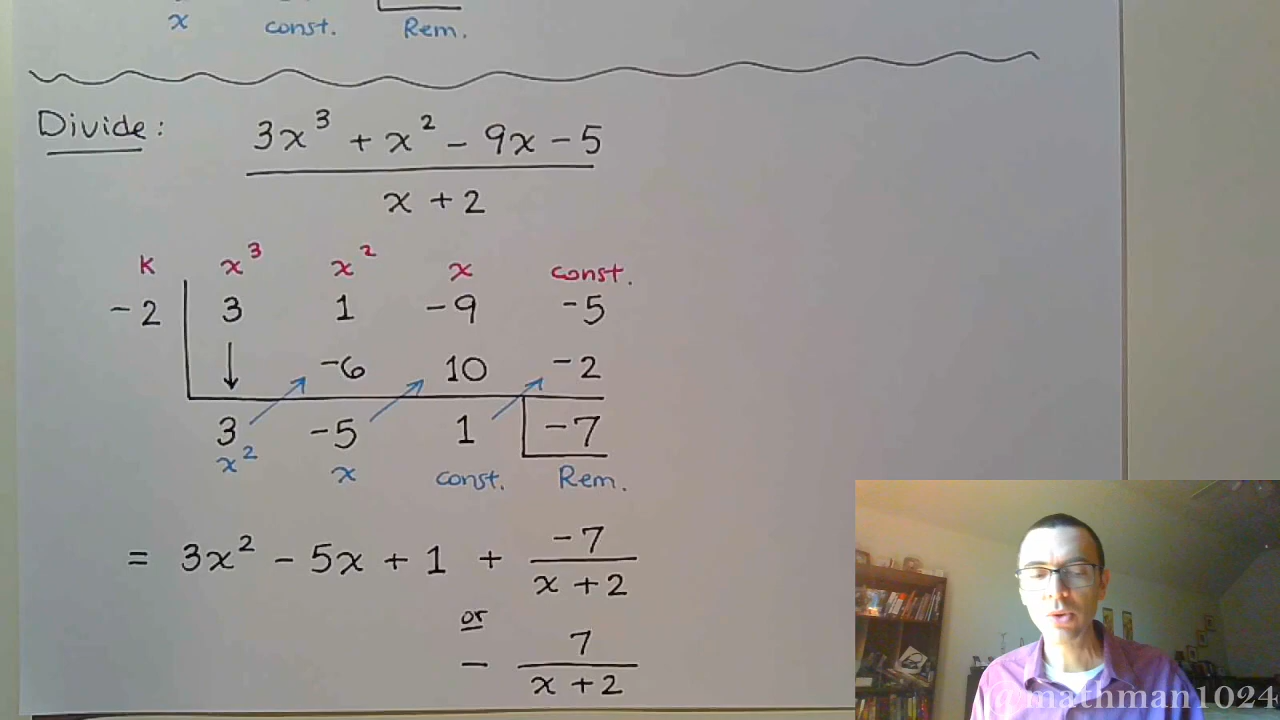 x const. Rem.
Divide: 3x³ + x² - 9x - 5
x + 2
k x³ x² x const.
-2 3 1 -9 -5
-6 10 -2
3 -5 1 -7
x² x const. Rem.
= 3x² - 5x + 1 + -7
x + 2
or
- 7
x + 2
@mathman1024